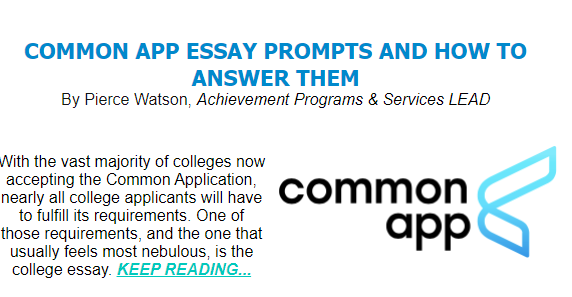 COMMON APP ESSAY PROMPTS AND HOW TO
ANSWER THEM
By Pierce Watson, Achievement Programs & Services LEAD
With the vast majority of colleges now
accepting the Common Application,
nearly all college applicants will have
to fulfill its requirements. One of
those requirements, and the one that
usually feels most nebulous, is the
college essay. KEEP READING...
common
app